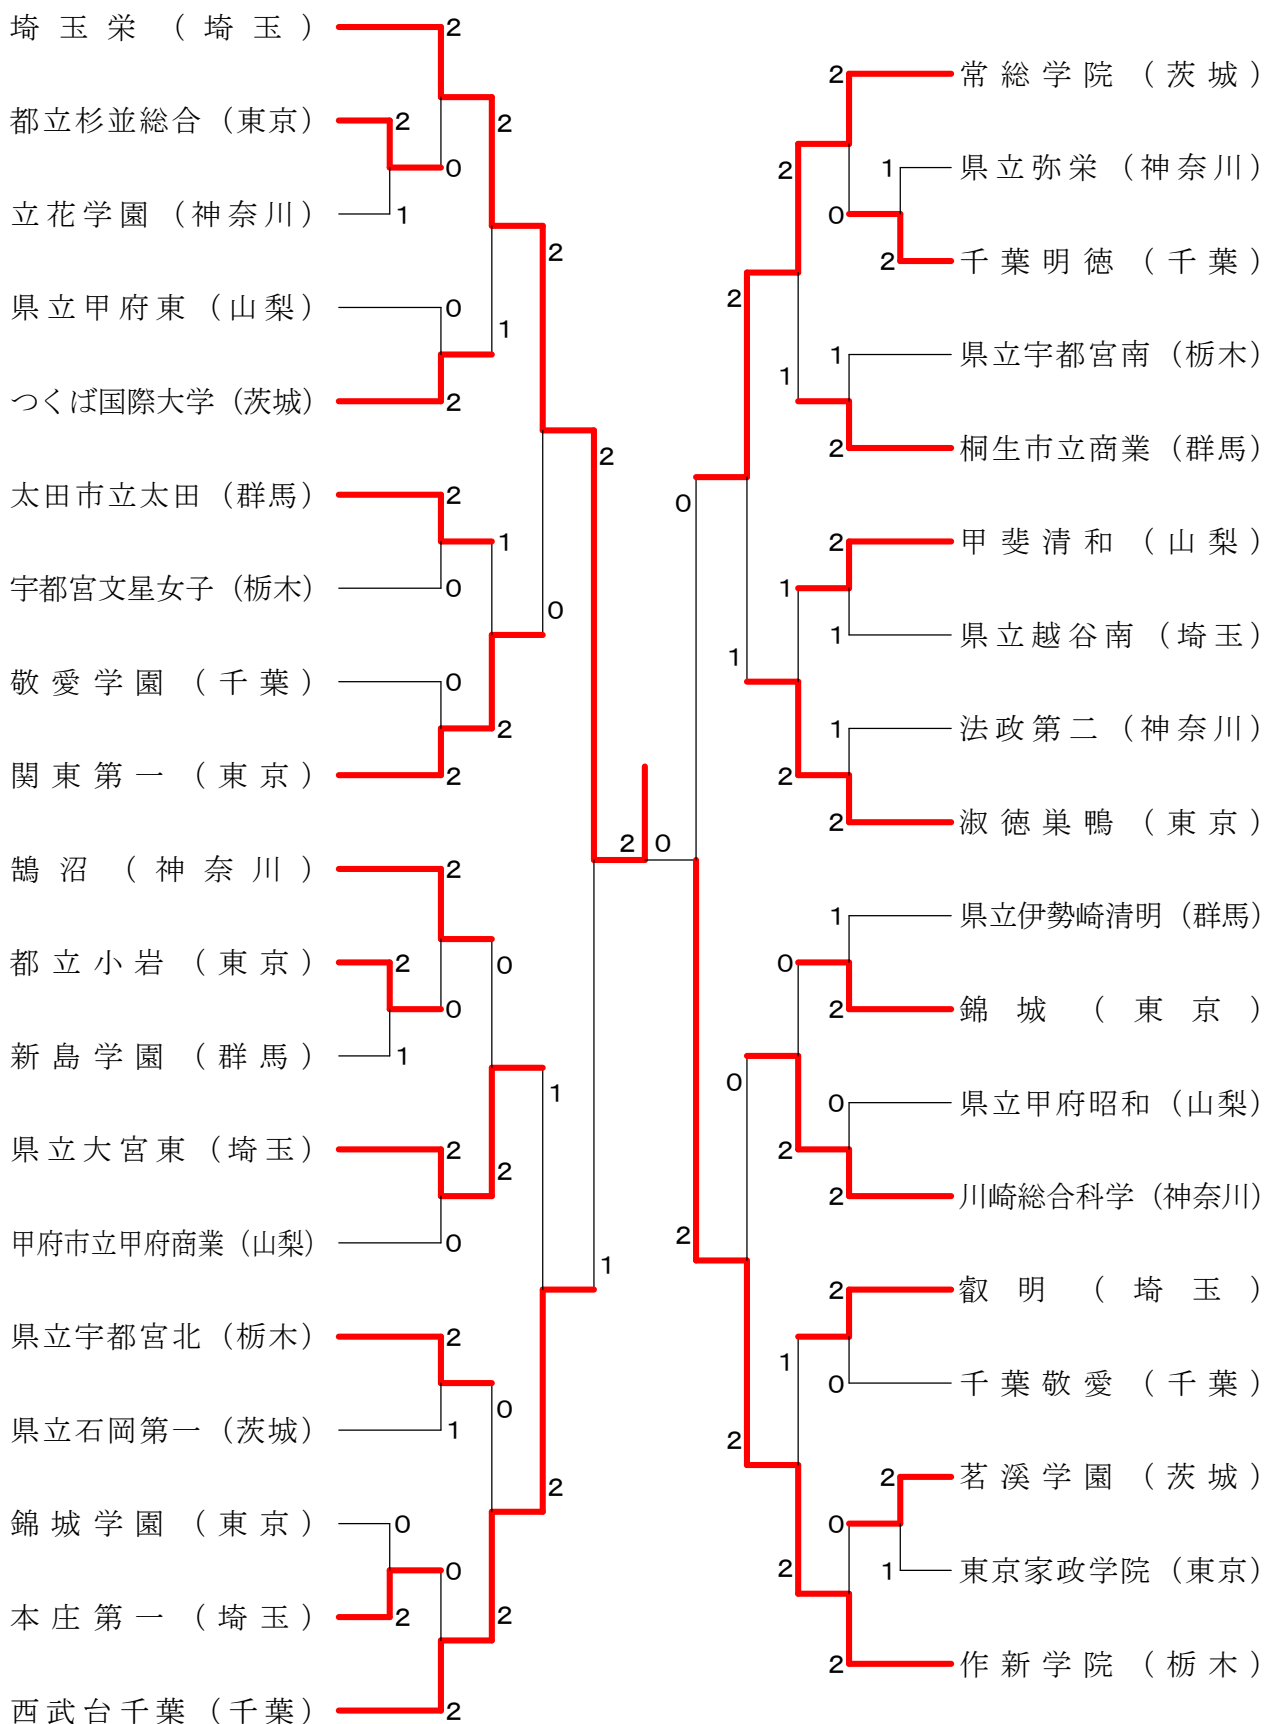 埼玉栄（埼玉）
2
都立杉並総合（東京）
2
2
0
立花学園（神奈川）
1
2
県立甲府東（山梨）
0
1
つくば国際大学（茨城）
2
2
太田市立太田（群馬）
2
1
宇都宮文星女子（栃木）
0
0
敬愛学園（千葉）
0
2
関東第一（東京）
2
2
0
鵠沼（神奈川）
2
都立小岩（東京）
2
0
0
新島学園（群馬）
1
1
県立大宮東（埼玉）
2
2
甲府市立甲府商業（山梨）
0
1
県立宇都宮北（栃木）
2
0
県立石岡第一（茨城）
1
2
錦城学園（東京）
0
0
本庄第一（埼玉）
2
2
西武台千葉（千葉）
2
2
常総学院（茨城）
2
1
県立弥栄（神奈川）
0
2
千葉明徳（千葉）
2
1
県立宇都宮南（栃木）
1
2
桐生市立商業（群馬）
0
2
甲斐清和（山梨）
1
1
県立越谷南（埼玉）
1
1
法政第二（神奈川）
2
2
淑徳巣鴨（東京）
1
県立伊勢崎清明（群馬）
0
2
錦城（東京）
0
0
県立甲府昭和（山梨）
2
2
川崎総合科学（神奈川）
2
2
叡明（埼玉）
1
0
千葉敬愛（千葉）
2
2
茗溪学園（茨城）
0
2
1
東京家政学院（東京）
2
作新学院（栃木）